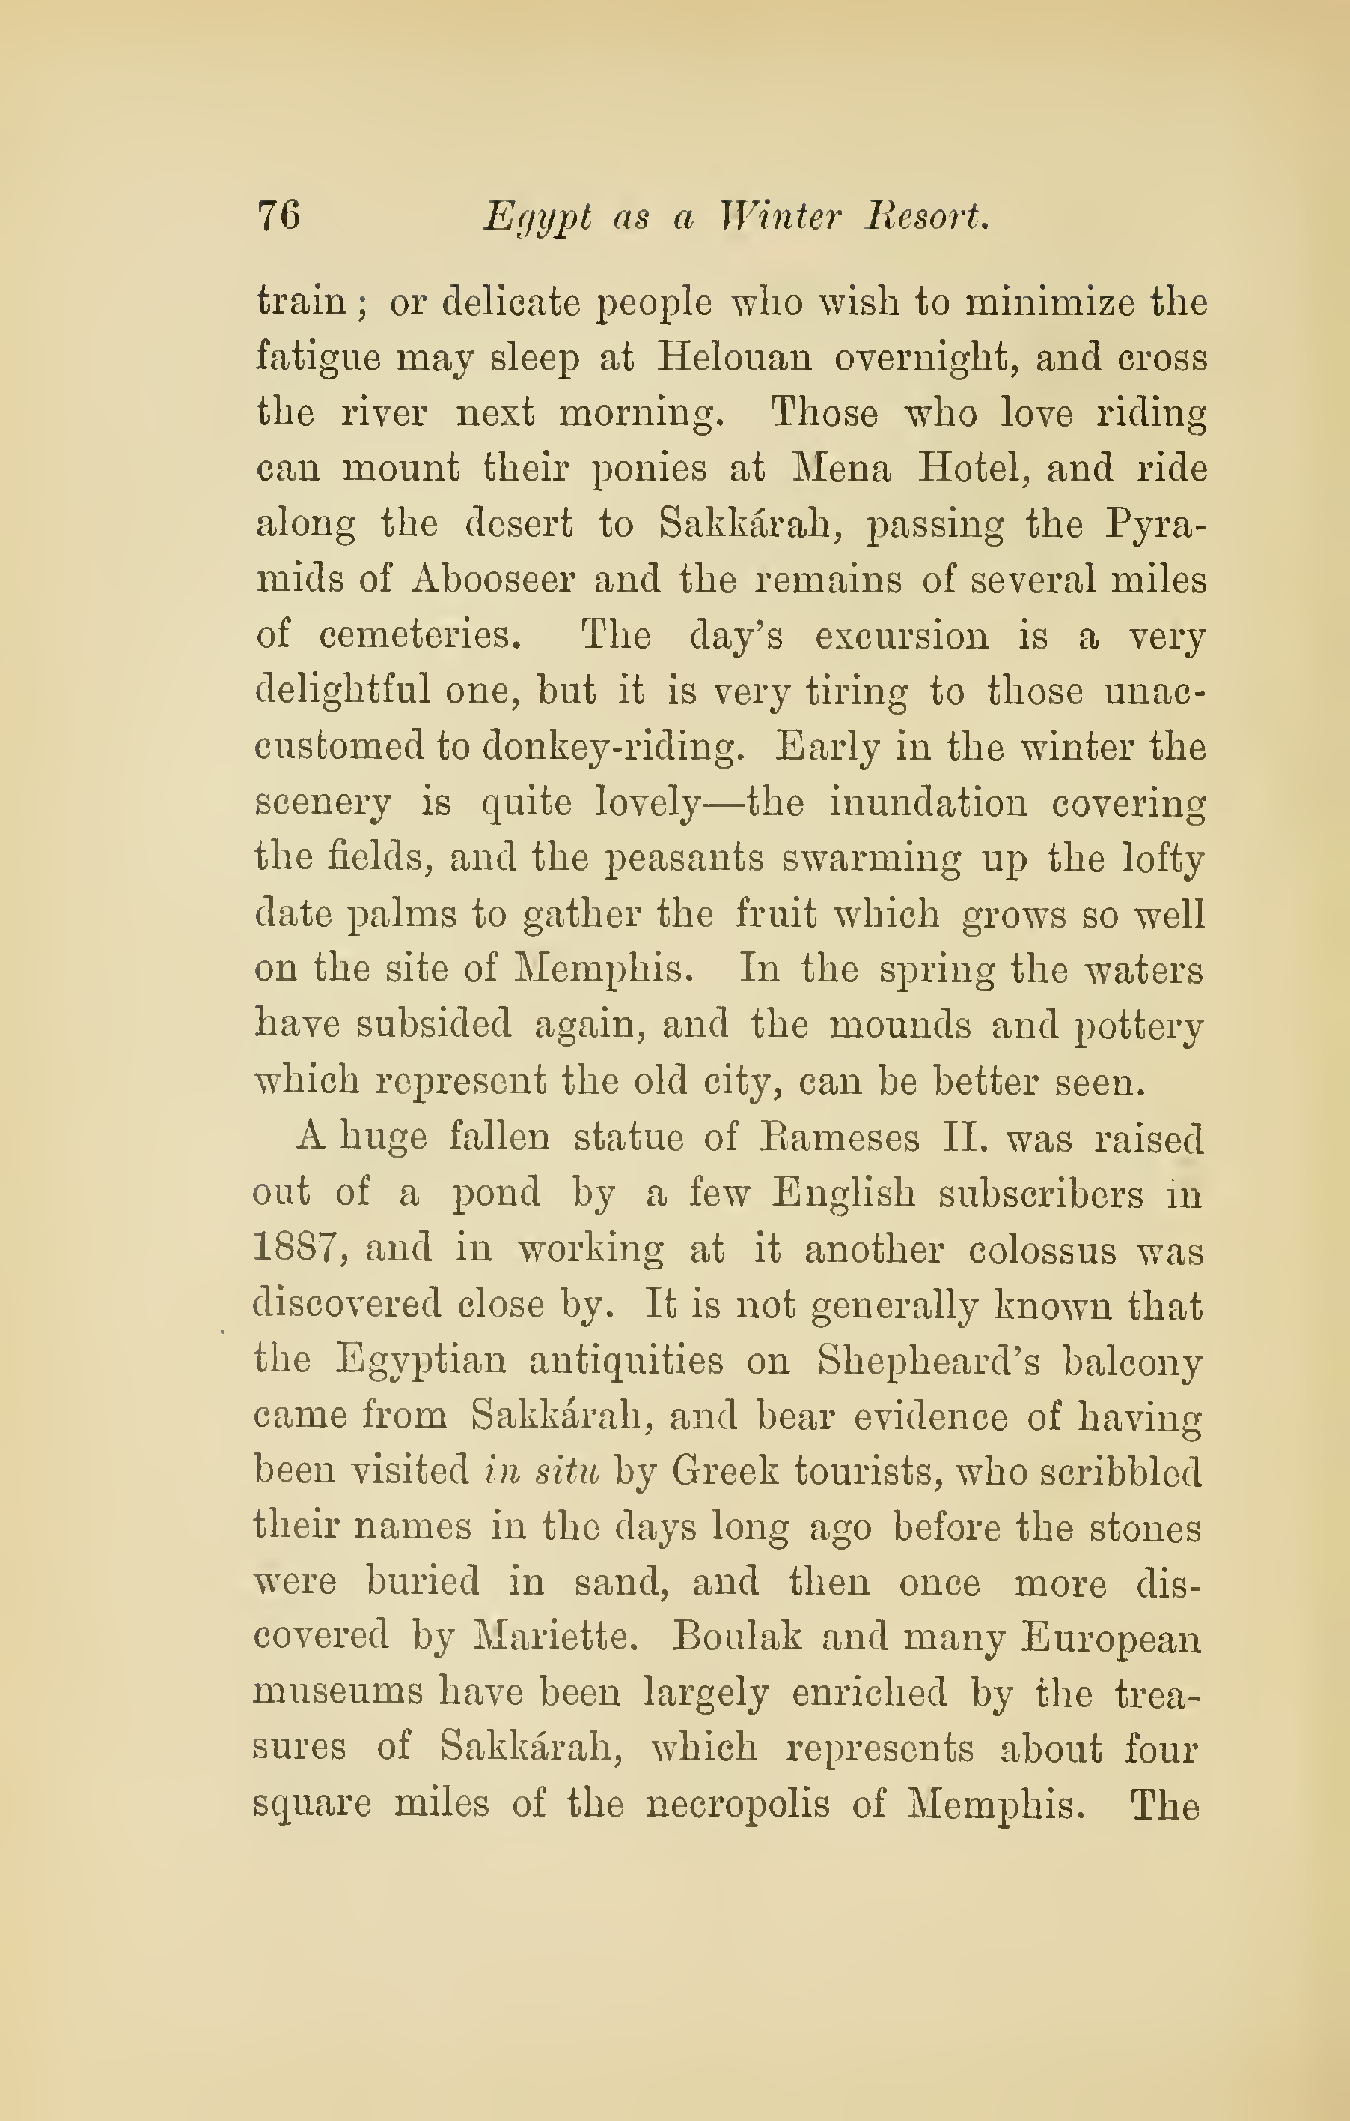 76 Egypt as a Winter Resort.
train ; or delicate people who wish to minimize the
fatigue may sleep at Helouan overnight, and cross
the river next morning. Those who love riding
can mount their ponies at Mena Hotel, and ride
along the desert to Sakkárah, passing the Pyra-
mids of Abooseer and the remains of several miles
of cemeteries. The day's excursion is a very
delightful one, but it is very tiring to those unac-
customed to donkey-riding. Early in the winter the
scenery is quite lovely—the inundation covering
the fields, and the peasants swarming up the lofty
date palms to gather the fruit which grows so well
on the site of Memphis. In the spring the waters
have subsided again, and the mounds and pottery
which represent the old city, can be better seen.
A huge fallen statue of Rameses II. was raised
out of a pond by a few English subscribers in
1887, and in working at it another colossus was
discovered close by. It is not generally known that
the Egyptian antiquities on Shepheard's balcony
came from Sakkárah, and bear evidence of having
been visited in situ by Greek tourists, who scribbled
their names in the days long ago before the stones
were buried in sand, and then once more dis-
covered by Mariette. Boulak and many European
museums have been largely enriched by the trea-
sures of Sakkárah, which represents about four
square miles of the necropolis of Memphis. The